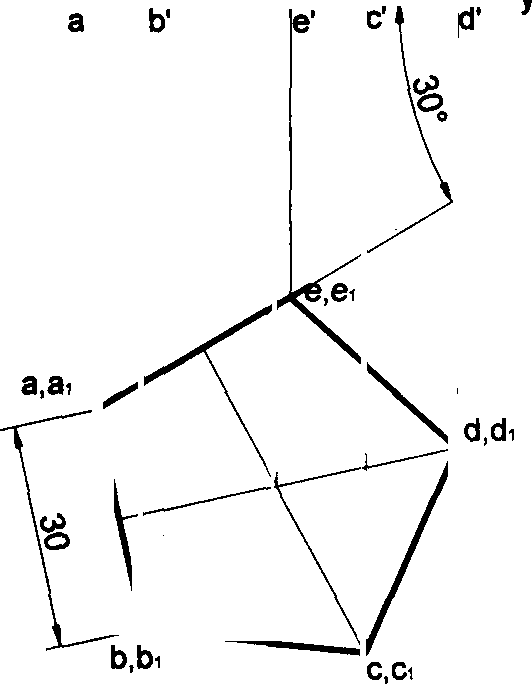 a b' e' c' d' y
30°
e,e1
a,a1
d,d1
30
b,b1
c,c1